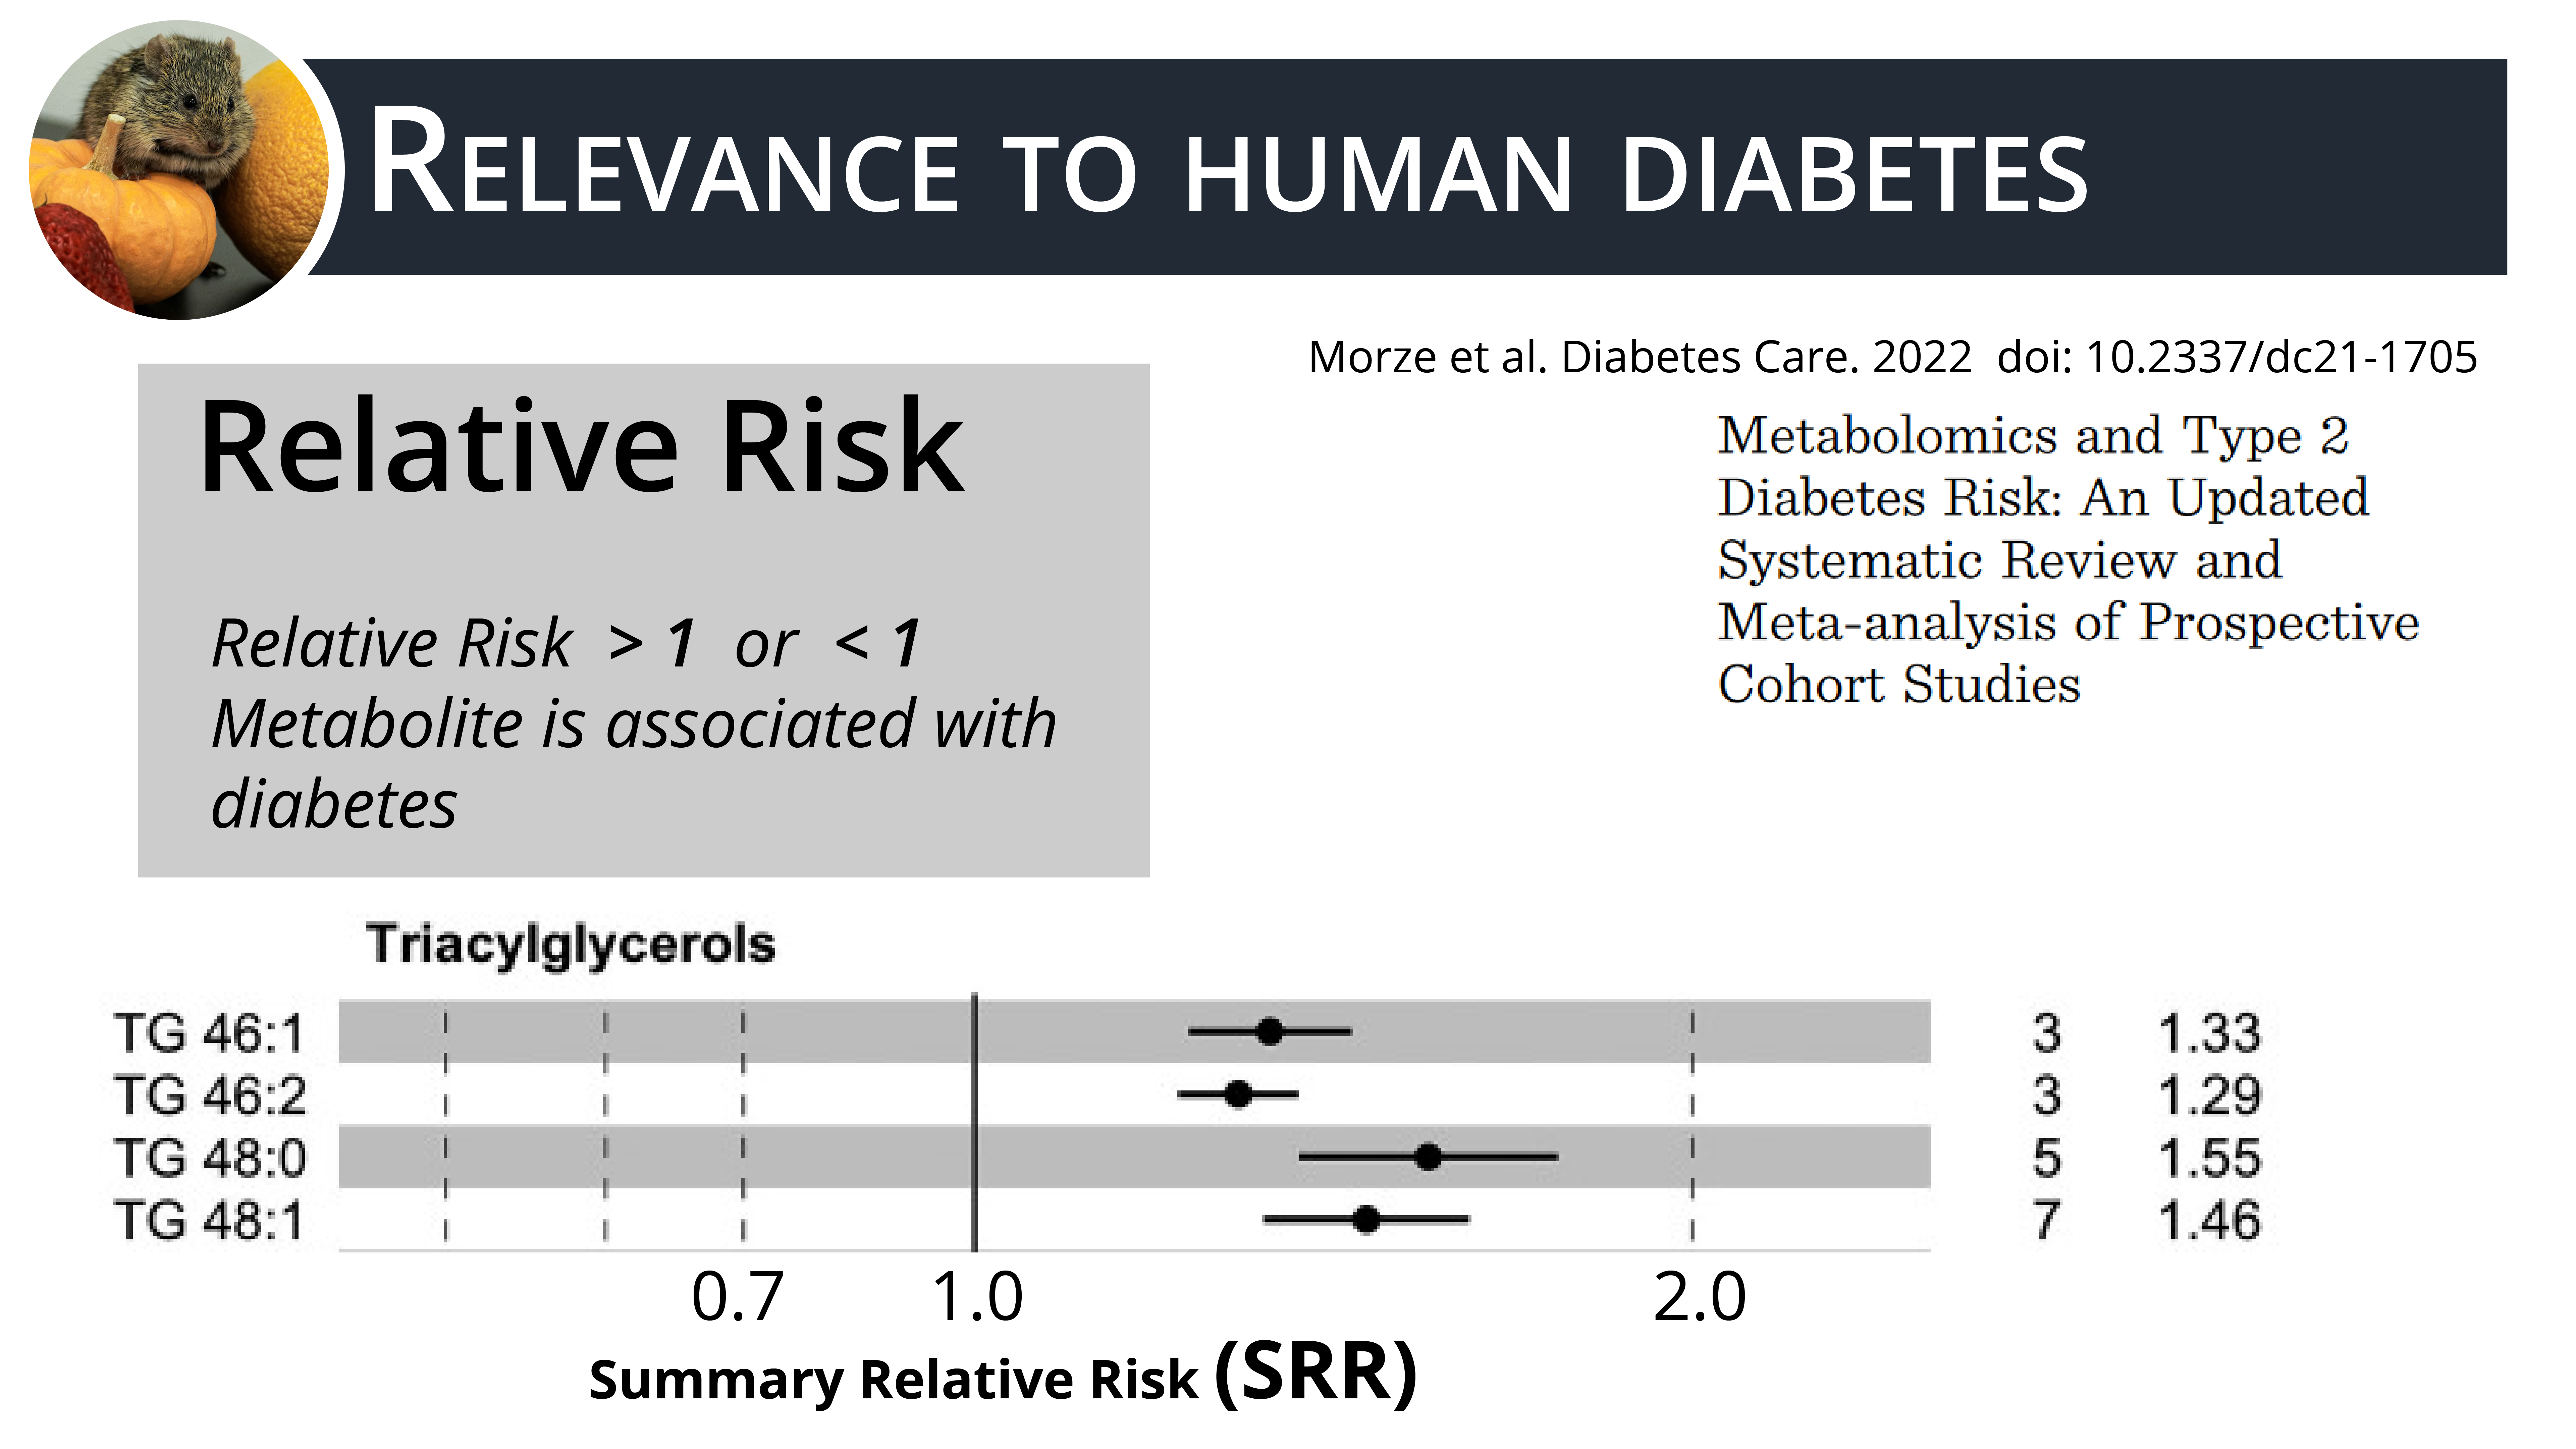 RELEVANCE TO HUMAN DIABETES
Morze et al. Diabetes Care. 2022 doi: 10.2337/dc21-1705
Relative Risk
Relative Risk > 1 or < 1
Metabolite is associated with
diabetes
Metabolomics and Type 2
Diabetes Risk: An Updated
Systematic Review and
Meta-analysis of Prospective
Cohort Studies
Triacylglycerols
TG 46:1 3 1.33
TG 46:2 3 1.29
TG 48:0 5 1.55
TG 48:1 7 1.46
0.7 1.0 2.0
Summary Relative Risk (SRR)